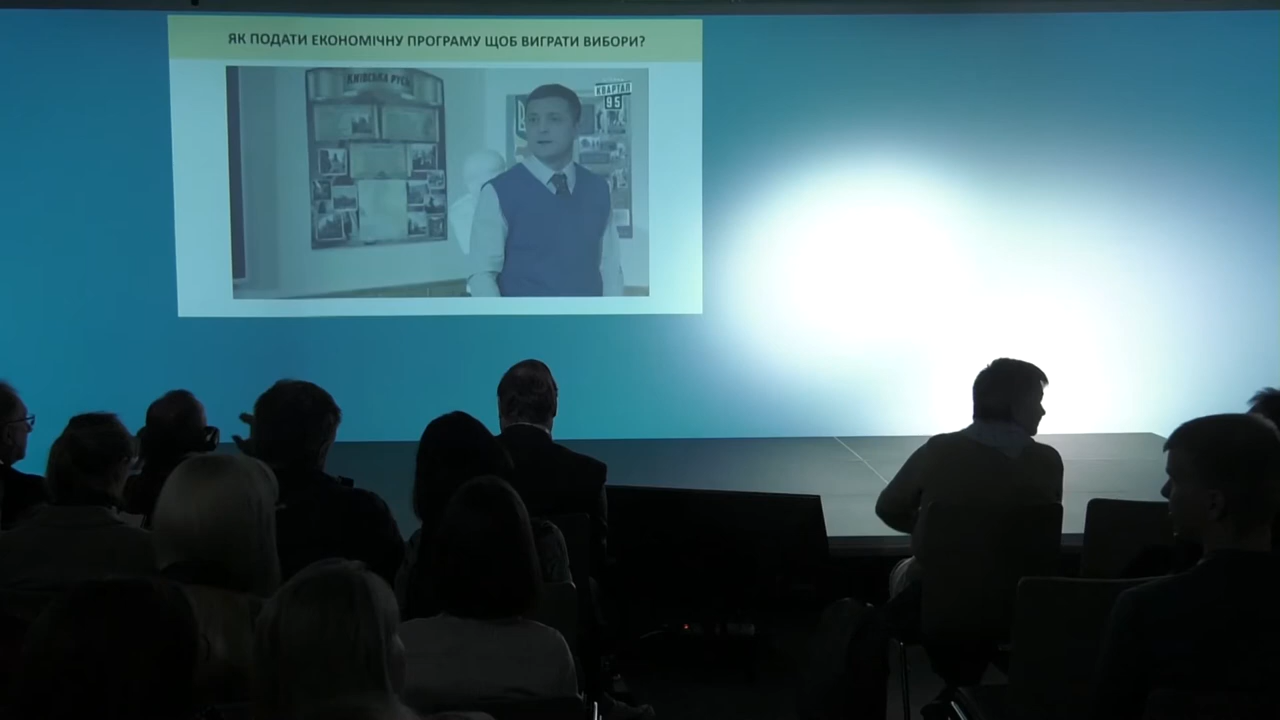 ЯК ПОДАТИ ЕКОНОМІЧНУ ПРОГРАМУ ЩОБ ВИГРАТИ ВИБОРИ?
КИЇВСЬКА РУСЬ
КВАРТАЛ
95